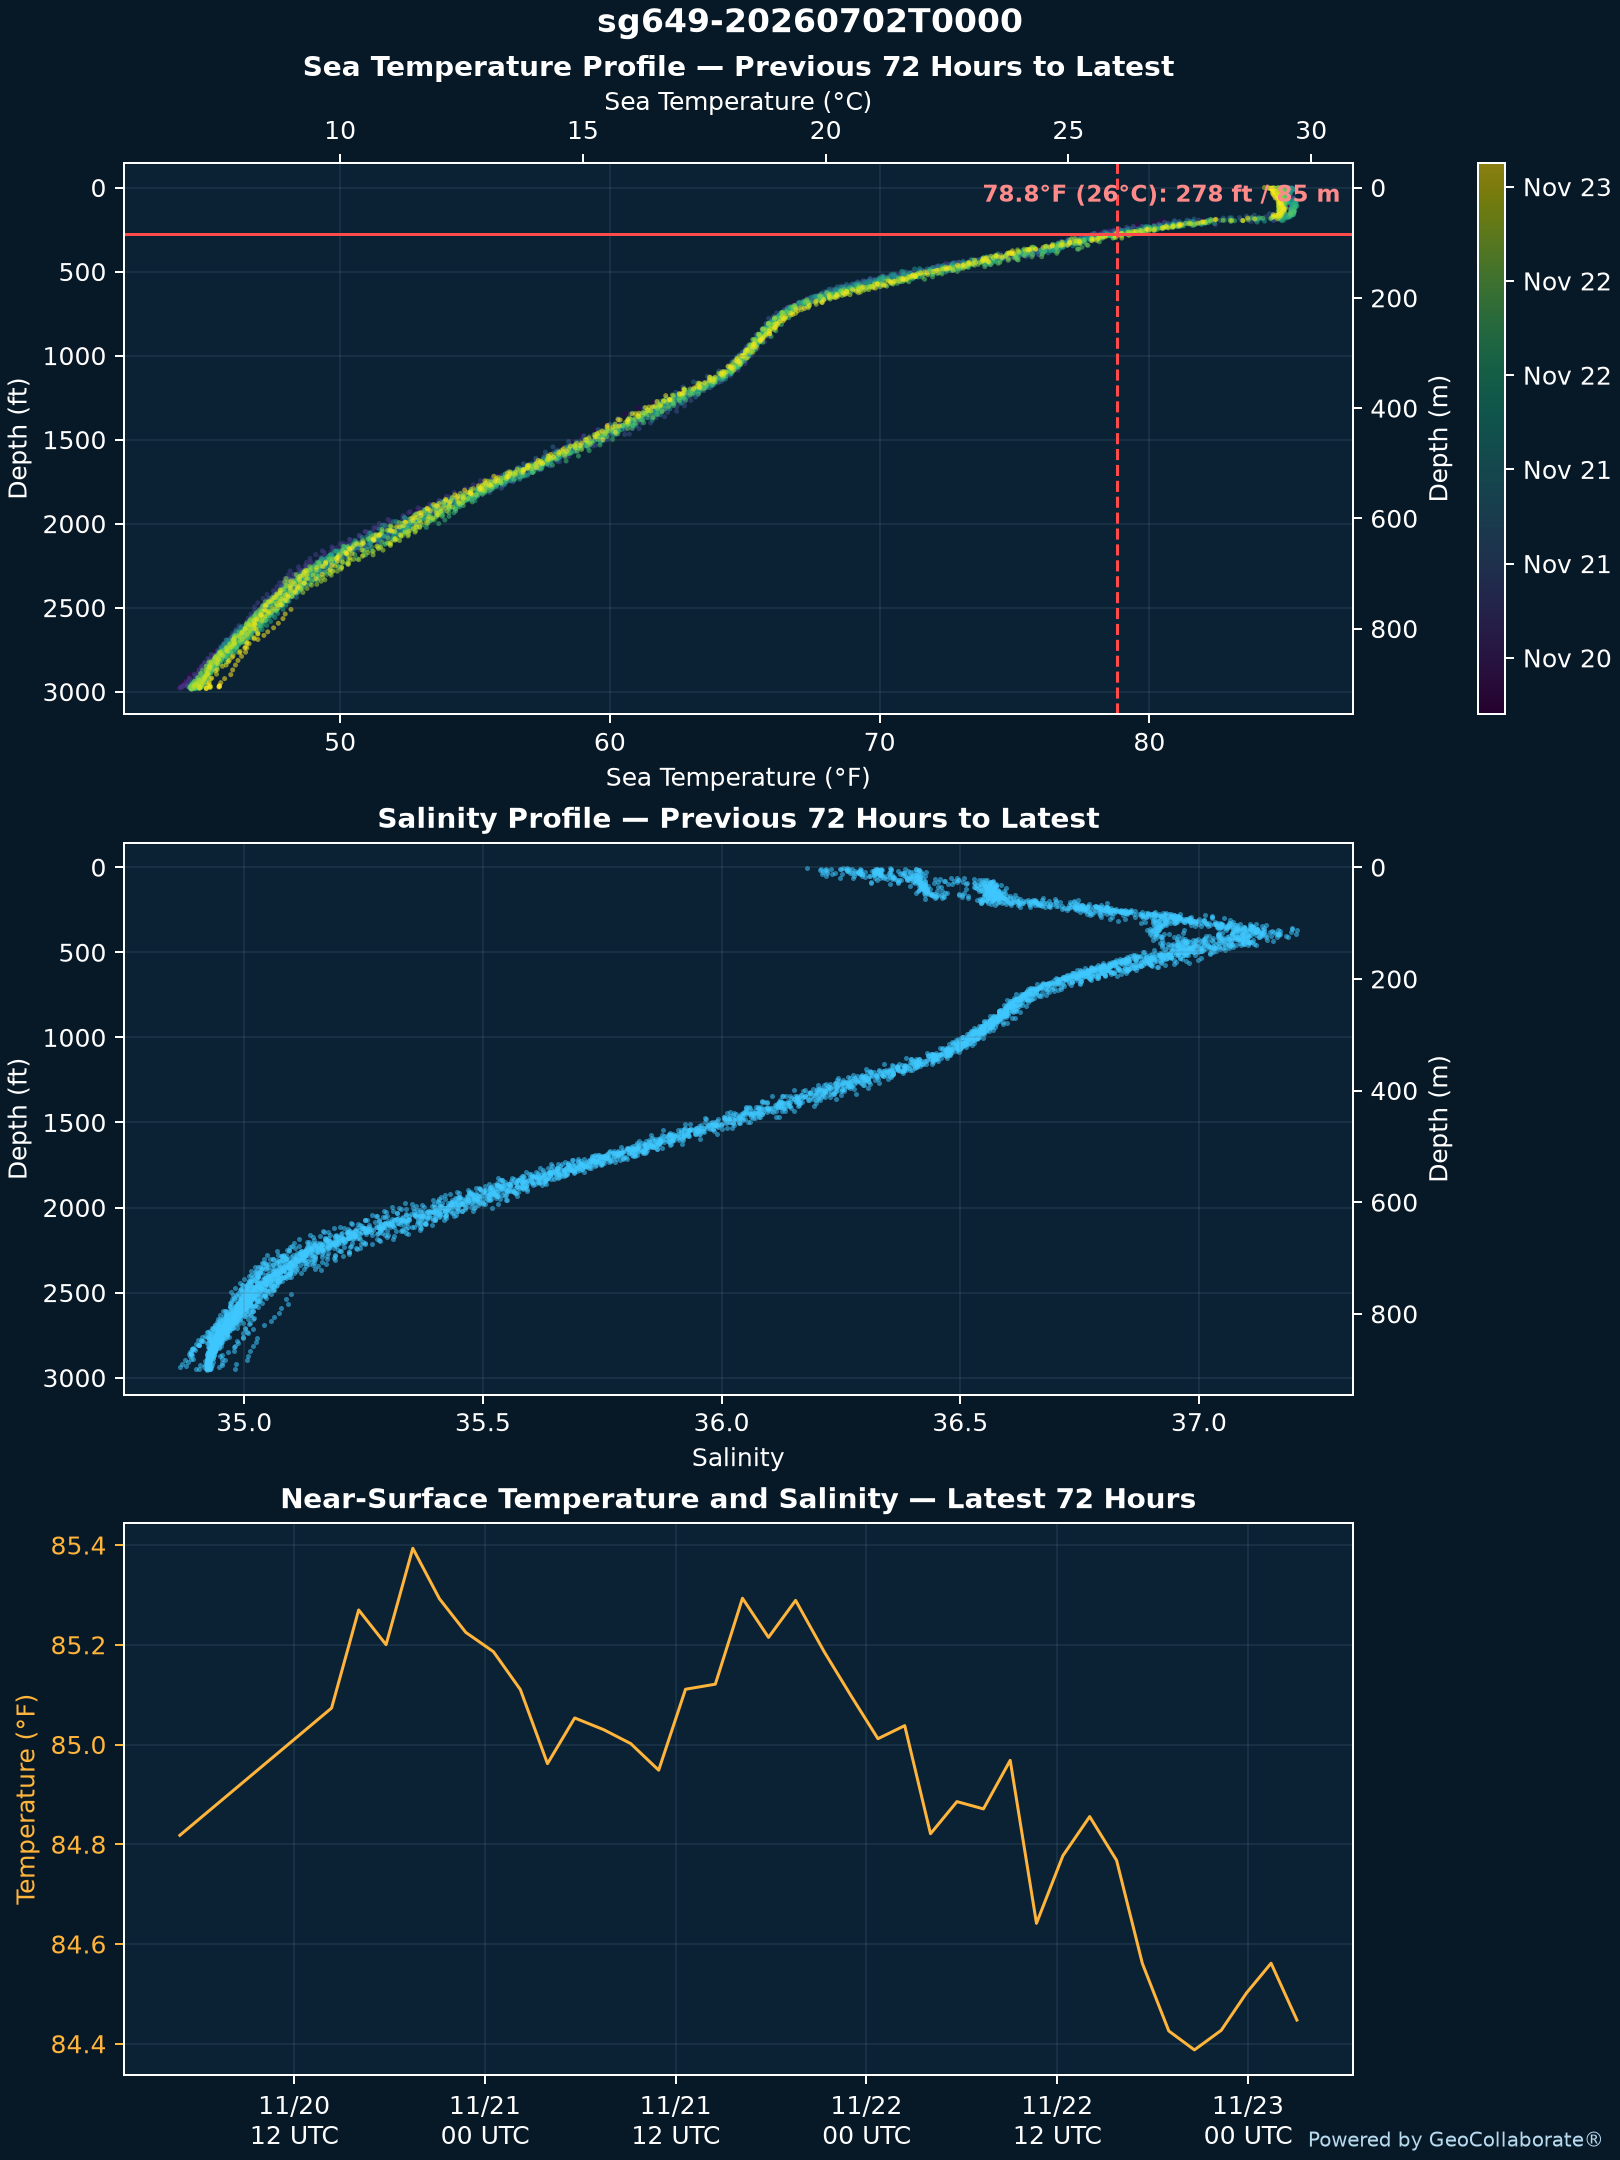 sg649-20260702T0000
Sea Temperature Profile — Previous 72 Hours to Latest
Sea Temperature (°C)
10 15 20 25 30
78.8°F (26°C): 278 ft / 85 m
0
500
1000
1500
2000
2500
3000
Depth (ft)
0
200
400
600
800
Depth (m)
Nov 23
Nov 22
Nov 22
Nov 21
Nov 21
Nov 20
50 60 70 80
Sea Temperature (°F)
Salinity Profile — Previous 72 Hours to Latest
0
500
1000
1500
2000
2500
3000
Depth (ft)
0
200
400
600
800
Depth (m)
35.0 35.5 36.0 36.5 37.0
Salinity
Near-Surface Temperature and Salinity — Latest 72 Hours
85.4
85.2
85.0
84.8
84.6
84.4
Temperature (°F)
11/20 11/21 11/21 11/22 11/22 11/23
12 UTC 00 UTC 12 UTC 00 UTC 12 UTC 00 UTC
Powered by GeoCollaborate®